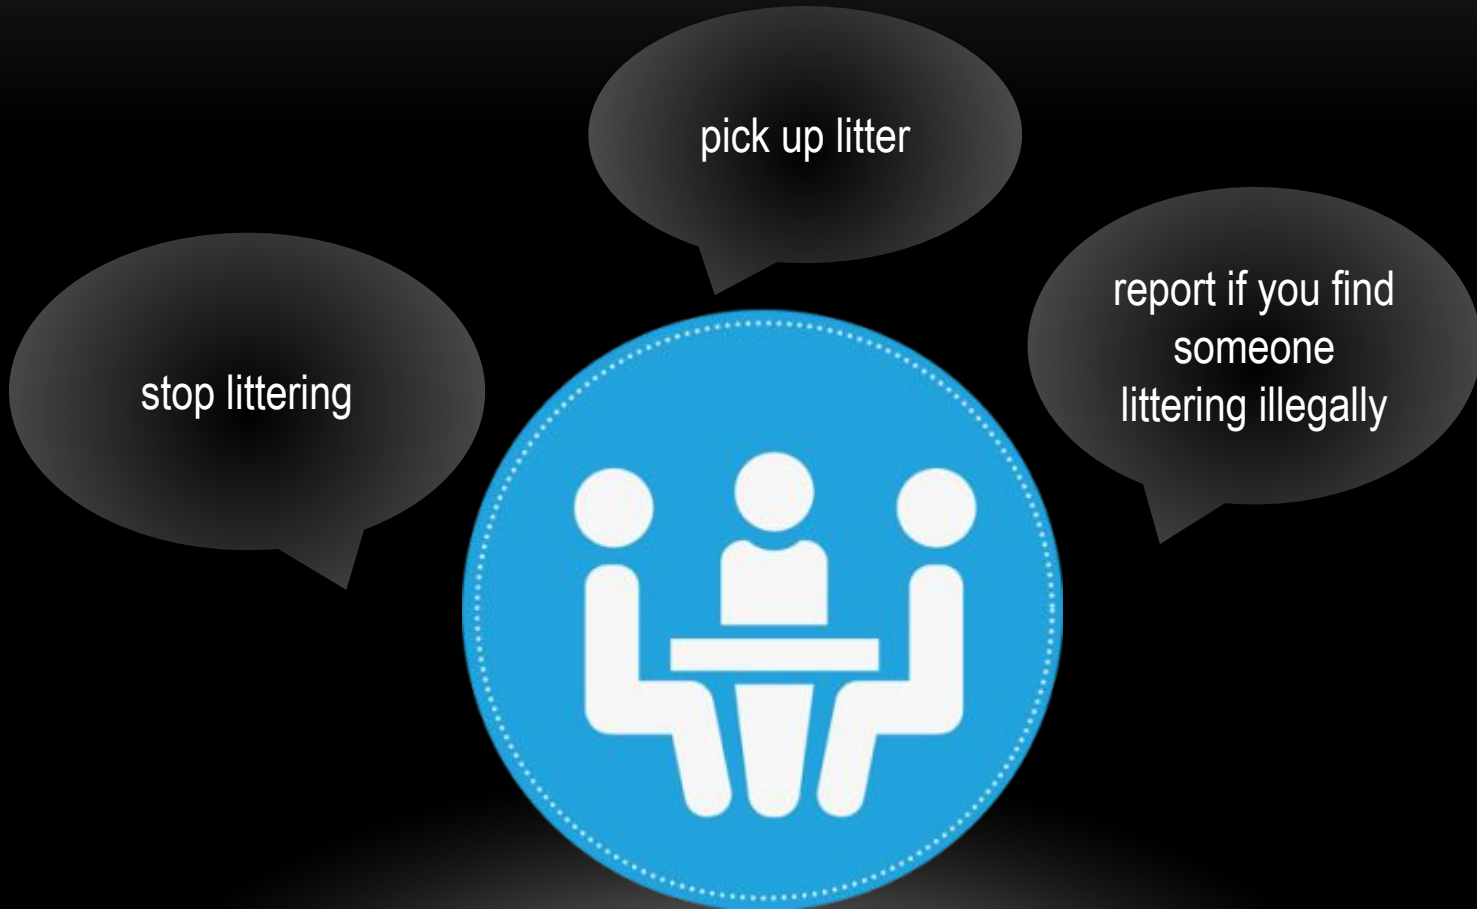 pick up litter
stop littering
report if you find
someone
littering illegally